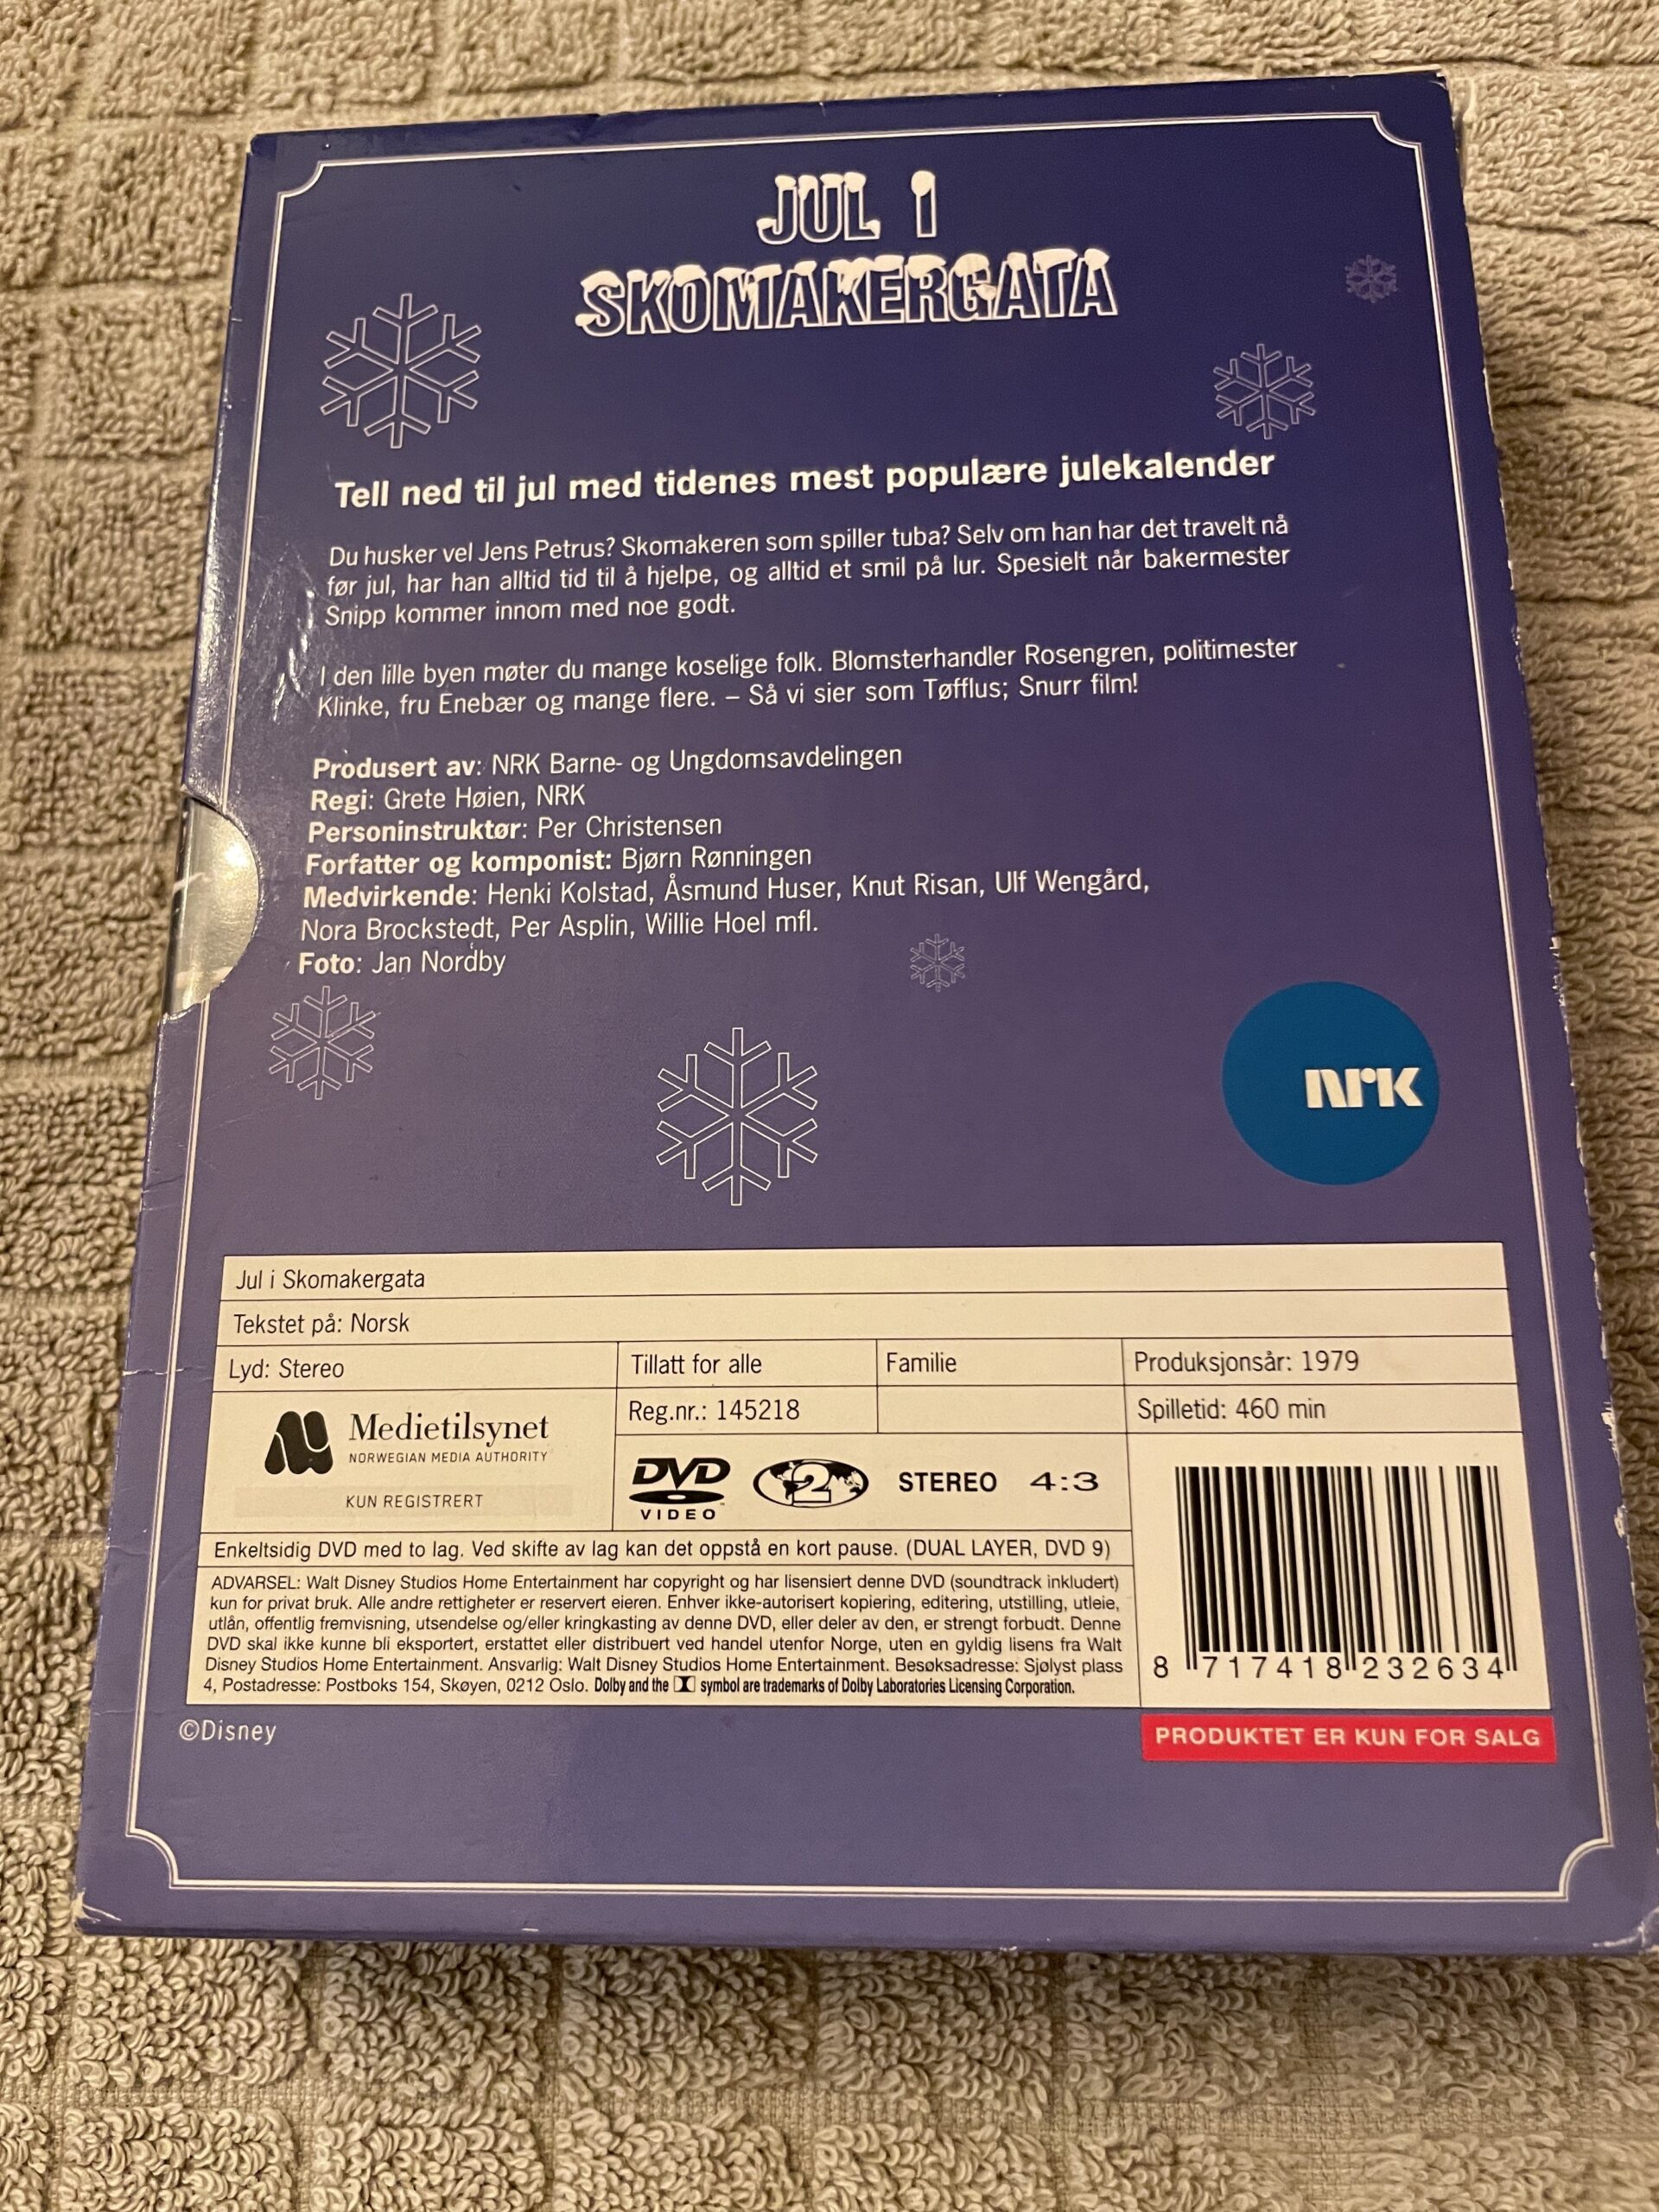 JUL I
SKOMAKERGATA
Tell ned til jul med tidenes mest populære julekalender
Du husker vel Jens Petrus? Skomakeren som spiller tuba? Selv om han har det travelt nå
før jul, har han alltid tid til å hjelpe, og alltid et smil på lur. Spesielt når bakermester
Snipp kommer innom med noe godt.
I den lille byen møter du mange koselige folk. Blomsterhandler Rosengren, politimester
Klinke, fru Enebær og mange flere. – Så vi sier som Tøfflus; Snurr film!
Produsert av: NRK Barne- og Ungdomsavdelingen
Regi: Grete Høien, NRK
Personinstruktør: Per Christensen
Forfatter og komponist: Bjørn Rønningen
Medvirkende: Henki Kolstad, Åsmund Huser, Knut Risan, Ulf Wengård,
Nora Brockstedt, Per Asplin, Willie Hoel mfl.
Foto: Jan Nordby
NRK
Jul i Skomakergata
Tekstet på: Norsk
Lyd: Stereo
Tillatt for alle
Familie
Produksjonsår: 1979
Reg.nr.: 145218
Spilletid: 460 min
Medietilsynet
NORWEGIAN MEDIA AUTHORITY
KUN REGISTRERT
DVD
VIDEO
2
STEREO 4:3
Enkeltsidig DVD med to lag. Ved skifte av lag kan det oppstå en kort pause. (DUAL LAYER, DVD 9)
ADVARSEL: Walt Disney Studios Home Entertainment har copyright og har lisensiert denne DVD (soundtrack inkludert)
kun for privat bruk. Alle andre rettigheter er reservert eieren. Enhver ikke-autorisert kopiering, editering, utstilling, utleie,
utlån, offentlig fremvisning, utsendelse og/eller kringkasting av denne DVD, eller deler av den, er strengt forbudt. Denne
DVD skal ikke kunne bli eksportert, erstattet eller distribuert ved handel utenfor Norge, uten en gyldig lisens fra Walt
Disney Studios Home Entertainment. Ansvarlig: Walt Disney Studios Home Entertainment. Besøksadresse: Sjølyst plass
4, Postadresse: Postboks 154, Skøyen, 0212 Oslo. Dolby and the symbol are trademarks of Dolby Laboratories Licensing Corporation.
8 717418 232634
©Disney
PRODUKTET ER KUN FOR SALG